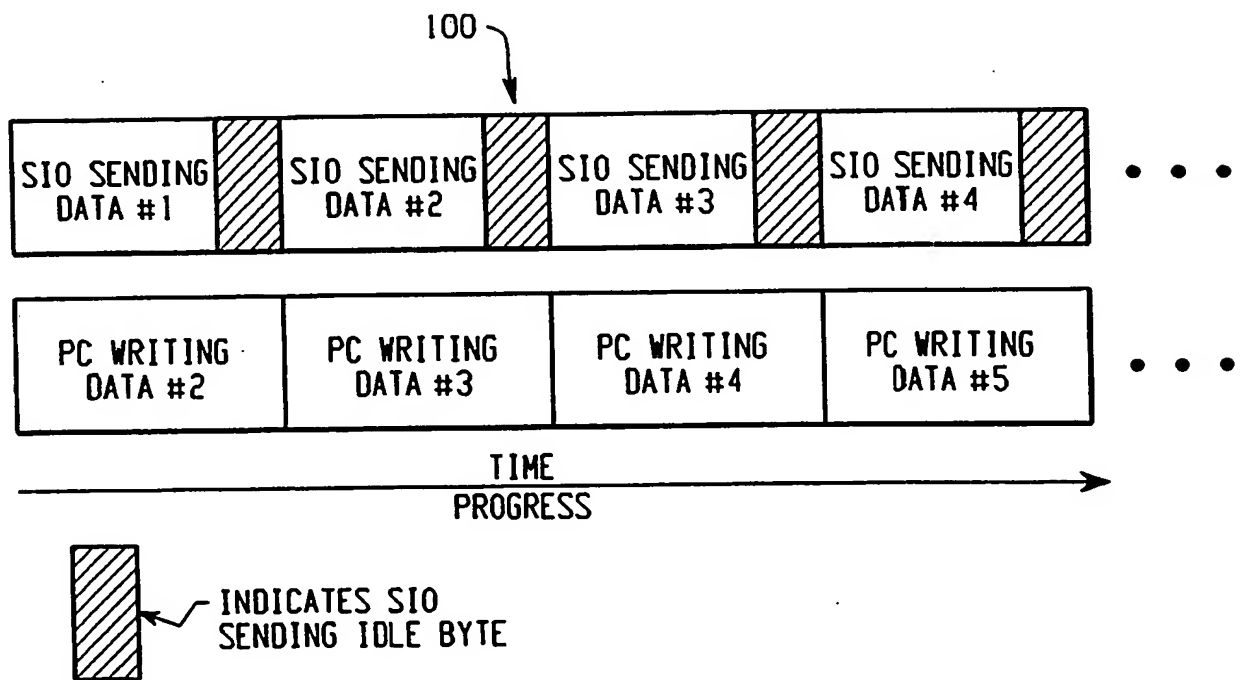 100
SIO SENDING
DATA #1
SIO SENDING
DATA #2
SIO SENDING
DATA #3
SIO SENDING
DATA #4
PC WRITING
DATA #2
PC WRITING
DATA #3
PC WRITING
DATA #4
PC WRITING
DATA #5
TIME
PROGRESS
INDICATES SIO
SENDING IDLE BYTE